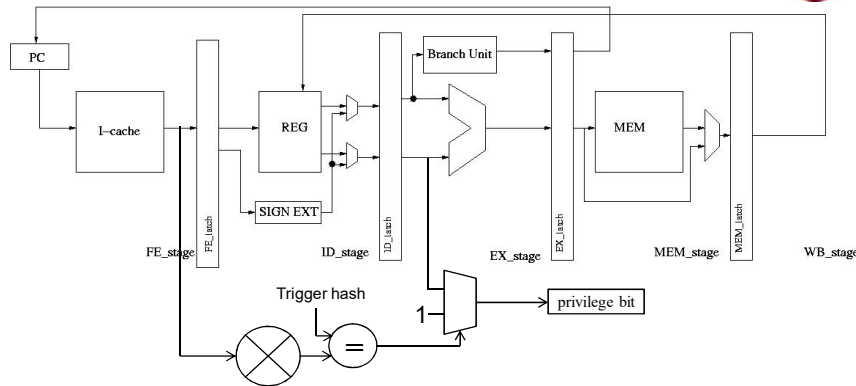 PC
I-cache
FE_latch
FE_stage
REG
SIGN EXT
ID_stage
ID_latch
Branch Unit
EX_stage
EX_latch
MEM
MEM_stage
MEM_latch
WB_stage
Trigger hash
=
1
privilege bit